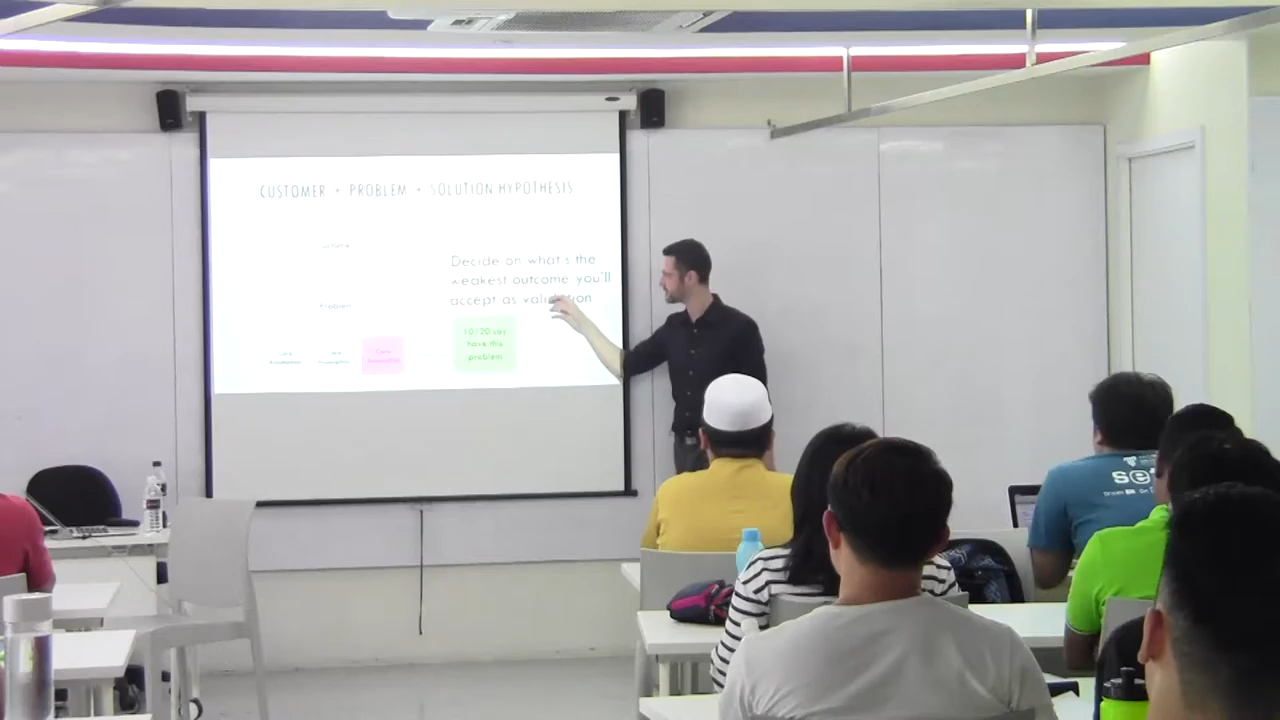 CUSTOMER + PROBLEM + SOLUTION HYPOTHESIS
Decide on what's the
weakest outcome you'll
accept as validation
Problem
10/20 say
have this
problem